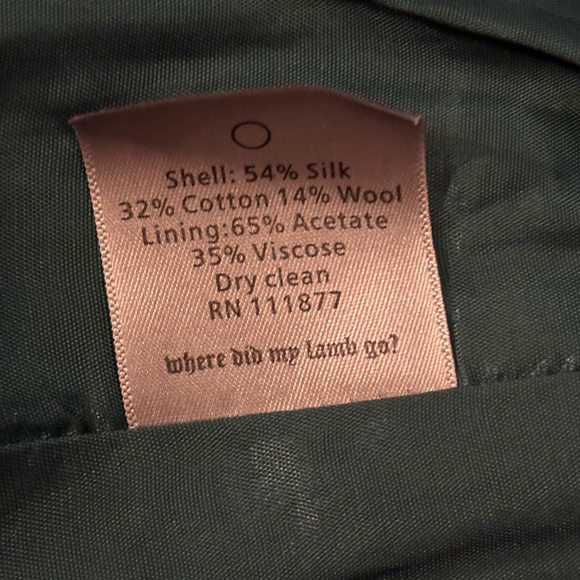 Shell: 54% Silk
32% Cotton 14% Wool
Lining:65% Acetate
35% Viscose
Dry clean
RN 111877
where did my lamb go?